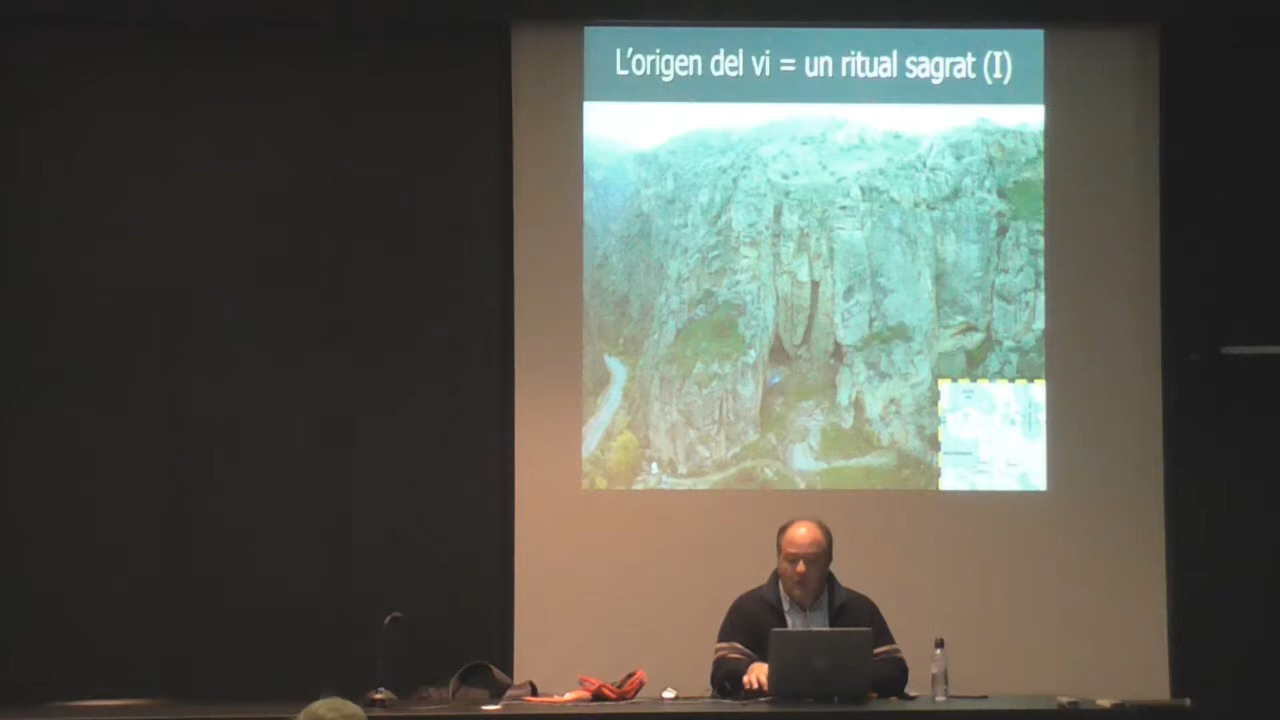 L'origen del vi = un ritual sagrat (I)